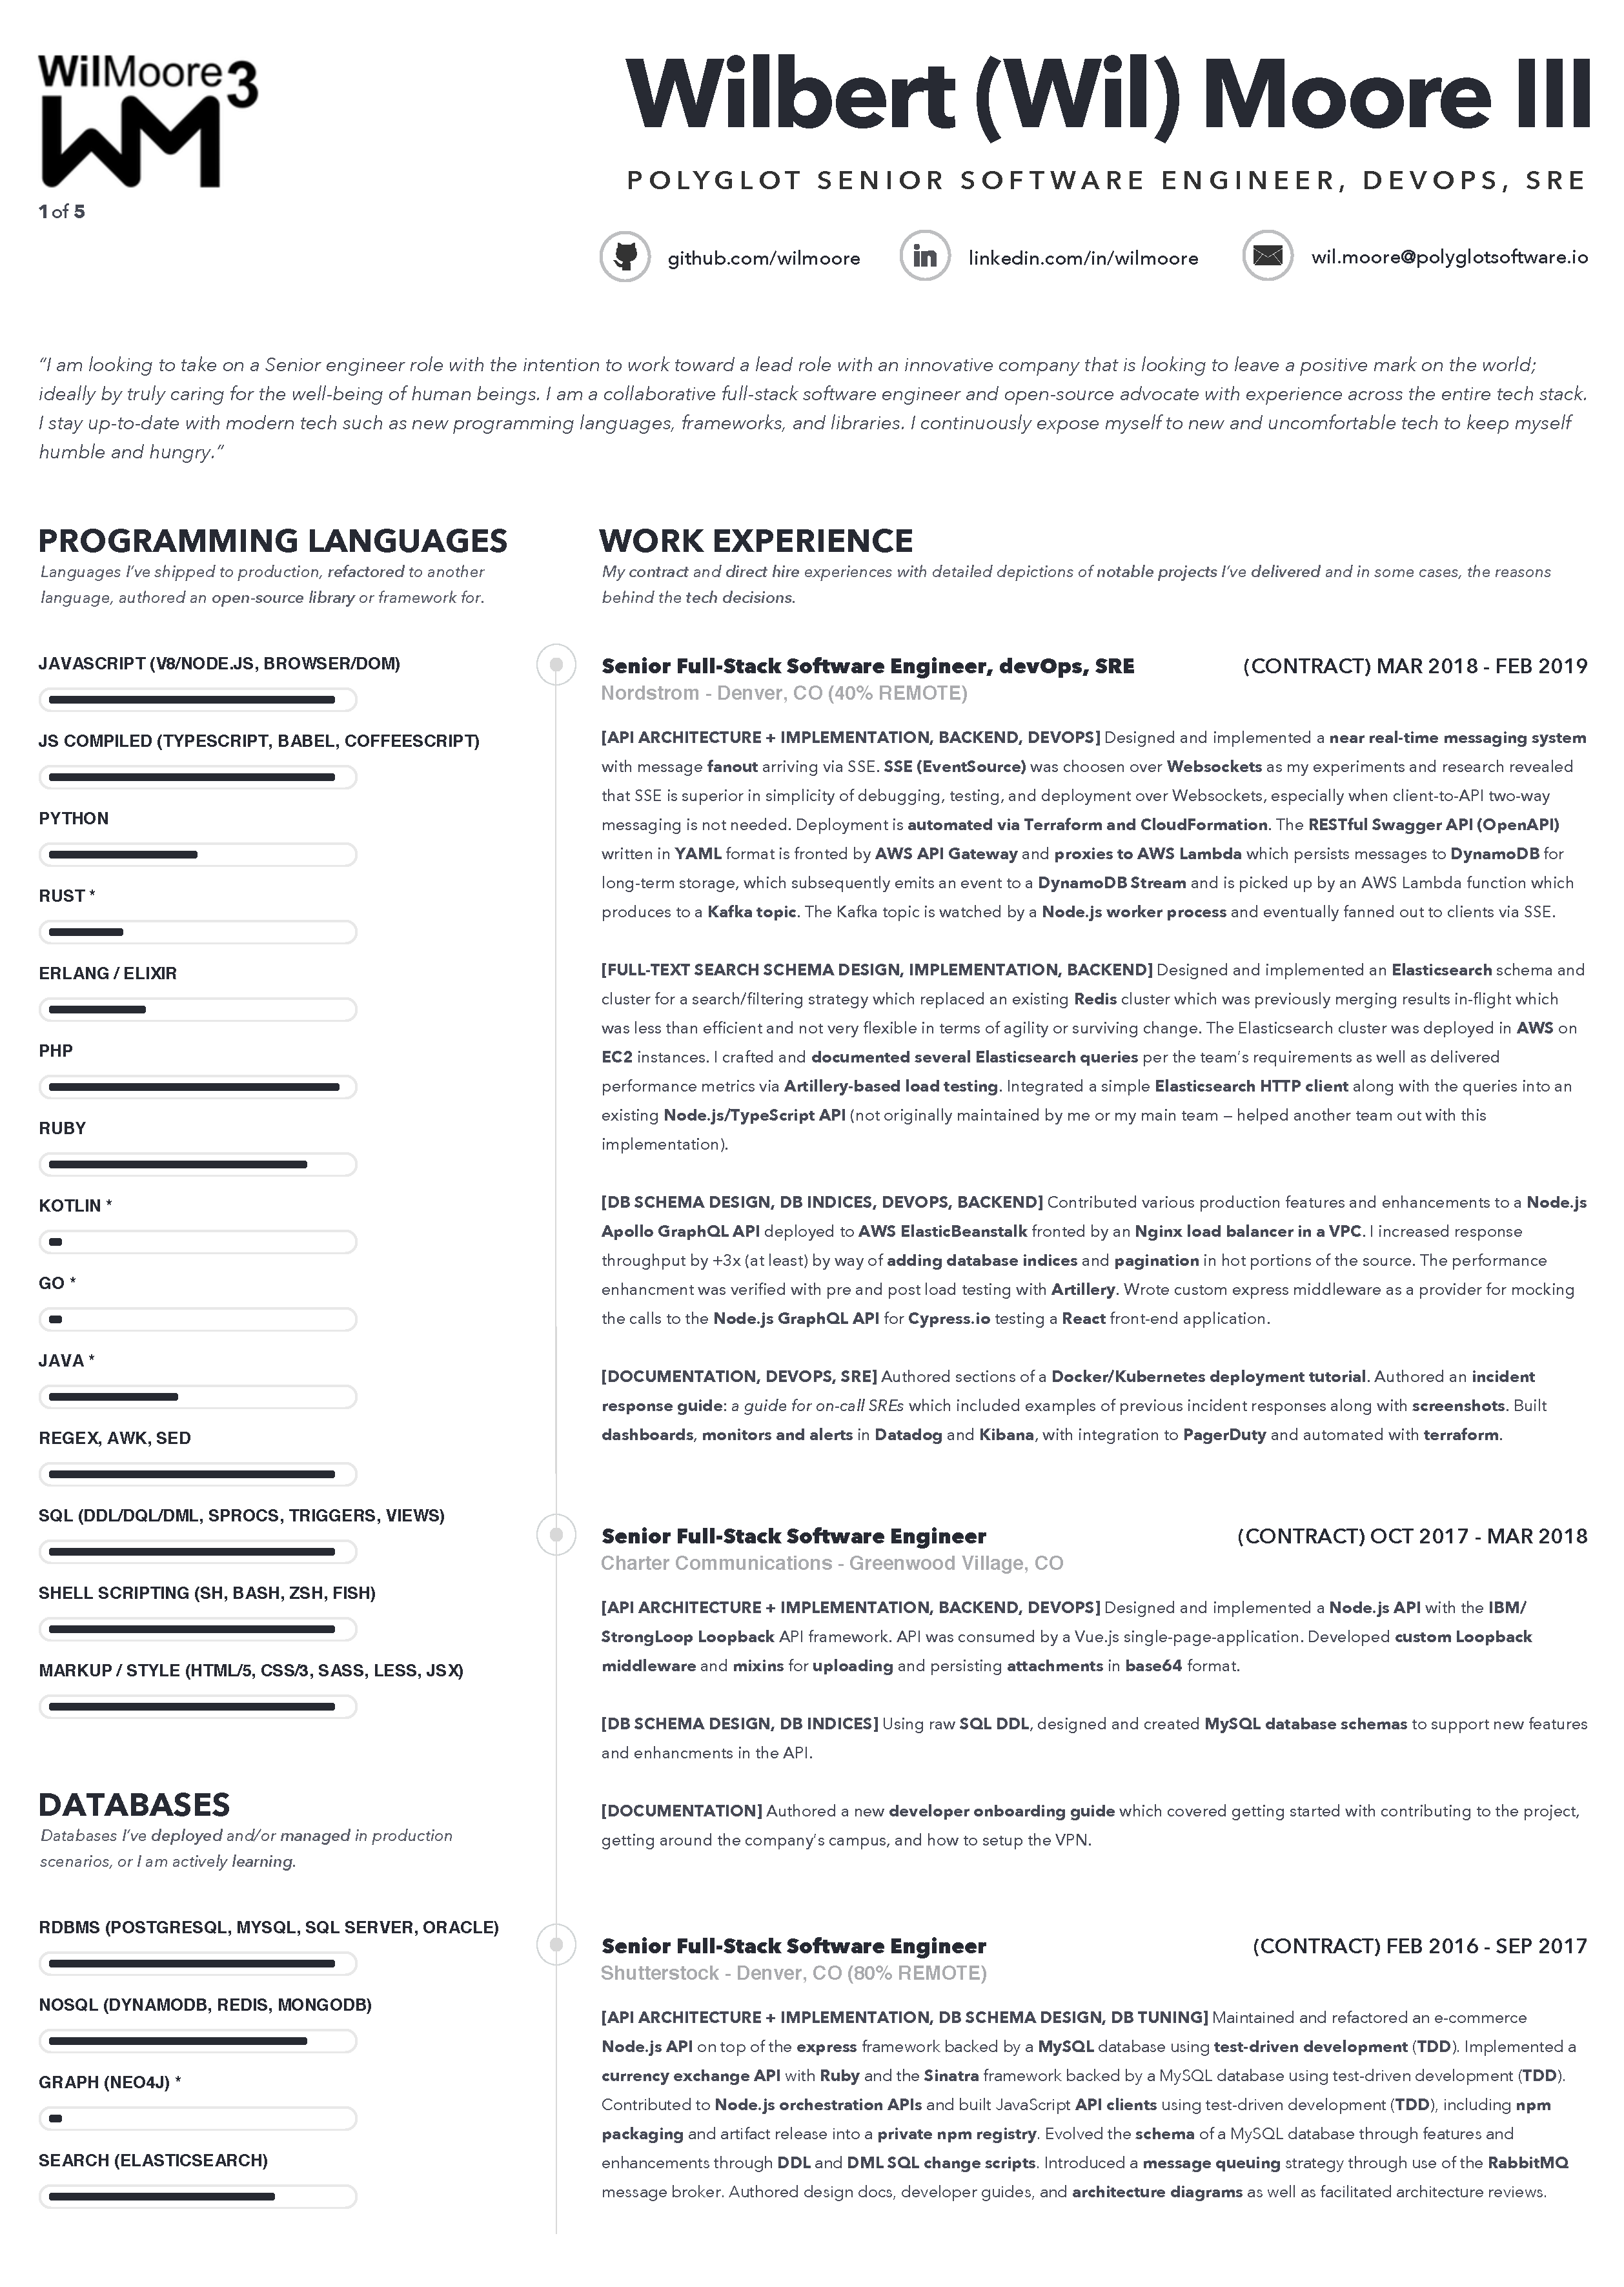 WilMoore3
WM
1 of 5
Wilbert (Wil) Moore III
POLYGLOT SENIOR SOFTWARE ENGINEER, DEVOPS, SRE
github.com/wilmoore
linkedin.com/in/wilmoore
wil.moore@polyglotsoftware.io
“I am looking to take on a Senior engineer role with the intention to work toward a lead role with an innovative company that is looking to leave a positive mark on the world;
ideally by truly caring for the well-being of human beings. I am a collaborative full-stack software engineer and open-source advocate with experience across the entire tech stack.
I stay up-to-date with modern tech such as new programming languages, frameworks, and libraries. I continuously expose myself to new and uncomfortable tech to keep myself
humble and hungry.”
PROGRAMMING LANGUAGES
Languages I’ve shipped to production, refactored to another
language, authored an open-source library or framework for.
JAVASCRIPT (V8/NODE.JS, BROWSER/DOM)
JS COMPILED (TYPESCRIPT, BABEL, COFFEESCRIPT)
PYTHON
RUST *
ERLANG / ELIXIR
PHP
RUBY
KOTLIN *
GO *
JAVA *
REGEX, AWK, SED
SQL (DDL/DQL/DML, SPROCS, TRIGGERS, VIEWS)
SHELL SCRIPTING (SH, BASH, ZSH, FISH)
MARKUP / STYLE (HTML/5, CSS/3, SASS, LESS, JSX)
DATABASES
Databases I’ve deployed and/or managed in production
scenarios, or I am actively learning.
RDBMS (POSTGRESQL, MYSQL, SQL SERVER, ORACLE)
NOSQL (DYNAMODB, REDIS, MONGODB)
GRAPH (NEO4J) *
SEARCH (ELASTICSEARCH)
WORK EXPERIENCE
My contract and direct hire experiences with detailed depictions of notable projects I’ve delivered and in some cases, the reasons
behind the tech decisions.
Senior Full-Stack Software Engineer, devOps, SRE (CONTRACT) MAR 2018 - FEB 2019
Nordstrom - Denver, CO (40% REMOTE)
[API ARCHITECTURE + IMPLEMENTATION, BACKEND, DEVOPS] Designed and implemented a near real-time messaging system
with message fanout arriving via SSE. SSE (EventSource) was choosen over Websockets as my experiments and research revealed
that SSE is superior in simplicity of debugging, testing, and deployment over Websockets, especially when client-to-API two-way
messaging is not needed. Deployment is automated via Terraform and CloudFormation. The RESTful Swagger API (OpenAPI)
written in YAML format is fronted by AWS API Gateway and proxies to AWS Lambda which persists messages to DynamoDB for
long-term storage, which subsequently emits an event to a DynamoDB Stream and is picked up by an AWS Lambda function which
produces to a Kafka topic. The Kafka topic is watched by a Node.js worker process and eventually fanned out to clients via SSE.
[FULL-TEXT SEARCH SCHEMA DESIGN, IMPLEMENTATION, BACKEND] Designed and implemented an Elasticsearch schema and
cluster for a search/filtering strategy which replaced an existing Redis cluster which was previously merging results in-flight which
was less than efficient and not very flexible in terms of agility or surviving change. The Elasticsearch cluster was deployed in AWS on
EC2 instances. I crafted and documented several Elasticsearch queries per the team’s requirements as well as delivered
performance metrics via Artillery-based load testing. Integrated a simple Elasticsearch HTTP client along with the queries into an
existing Node.js/TypeScript API (not originally maintained by me or my main team – helped another team out with this
implementation).
[DB SCHEMA DESIGN, DB INDICES, DEVOPS, BACKEND] Contributed various production features and enhancements to a Node.js
Apollo GraphQL API deployed to AWS ElasticBeanstalk fronted by an Nginx load balancer in a VPC. I increased response
throughput by +3x (at least) by way of adding database indices and pagination in hot portions of the source. The performance
enhancment was verified with pre and post load testing with Artillery. Wrote custom express middleware as a provider for mocking
the calls to the Node.js GraphQL API for Cypress.io testing a React front-end application.
[DOCUMENTATION, DEVOPS, SRE] Authored sections of a Docker/Kubernetes deployment tutorial. Authored an incident
response guide: a guide for on-call SREs which included examples of previous incident responses along with screenshots. Built
dashboards, monitors and alerts in Datadog and Kibana, with integration to PagerDuty and automated with terraform.
Senior Full-Stack Software Engineer (CONTRACT) OCT 2017 - MAR 2018
Charter Communications - Greenwood Village, CO
[API ARCHITECTURE + IMPLEMENTATION, BACKEND, DEVOPS] Designed and implemented a Node.js API with the IBM/
StrongLoop Loopback API framework. API was consumed by a Vue.js single-page-application. Developed custom Loopback
middleware and mixins for uploading and persisting attachments in base64 format.
[DB SCHEMA DESIGN, DB INDICES] Using raw SQL DDL, designed and created MySQL database schemas to support new features
and enhancments in the API.
[DOCUMENTATION] Authored a new developer onboarding guide which covered getting started with contributing to the project,
getting around the company’s campus, and how to setup the VPN.
Senior Full-Stack Software Engineer (CONTRACT) FEB 2016 - SEP 2017
Shutterstock - Denver, CO (80% REMOTE)
[API ARCHITECTURE + IMPLEMENTATION, DB SCHEMA DESIGN, DB TUNING] Maintained and refactored an e-commerce
Node.js API on top of the express framework backed by a MySQL database using test-driven development (TDD). Implemented a
currency exchange API with Ruby and the Sinatra framework backed by a MySQL database using test-driven development (TDD).
Contributed to Node.js orchestration APIs and built JavaScript API clients using test-driven development (TDD), including npm
packaging and artifact release into a private npm registry. Evolved the schema of a MySQL database through features and
enhancements through DDL and DML SQL change scripts. Introduced a message queuing strategy through use of the RabbitMQ
message broker. Authored design docs, developer guides, and architecture diagrams as well as facilitated architecture reviews.